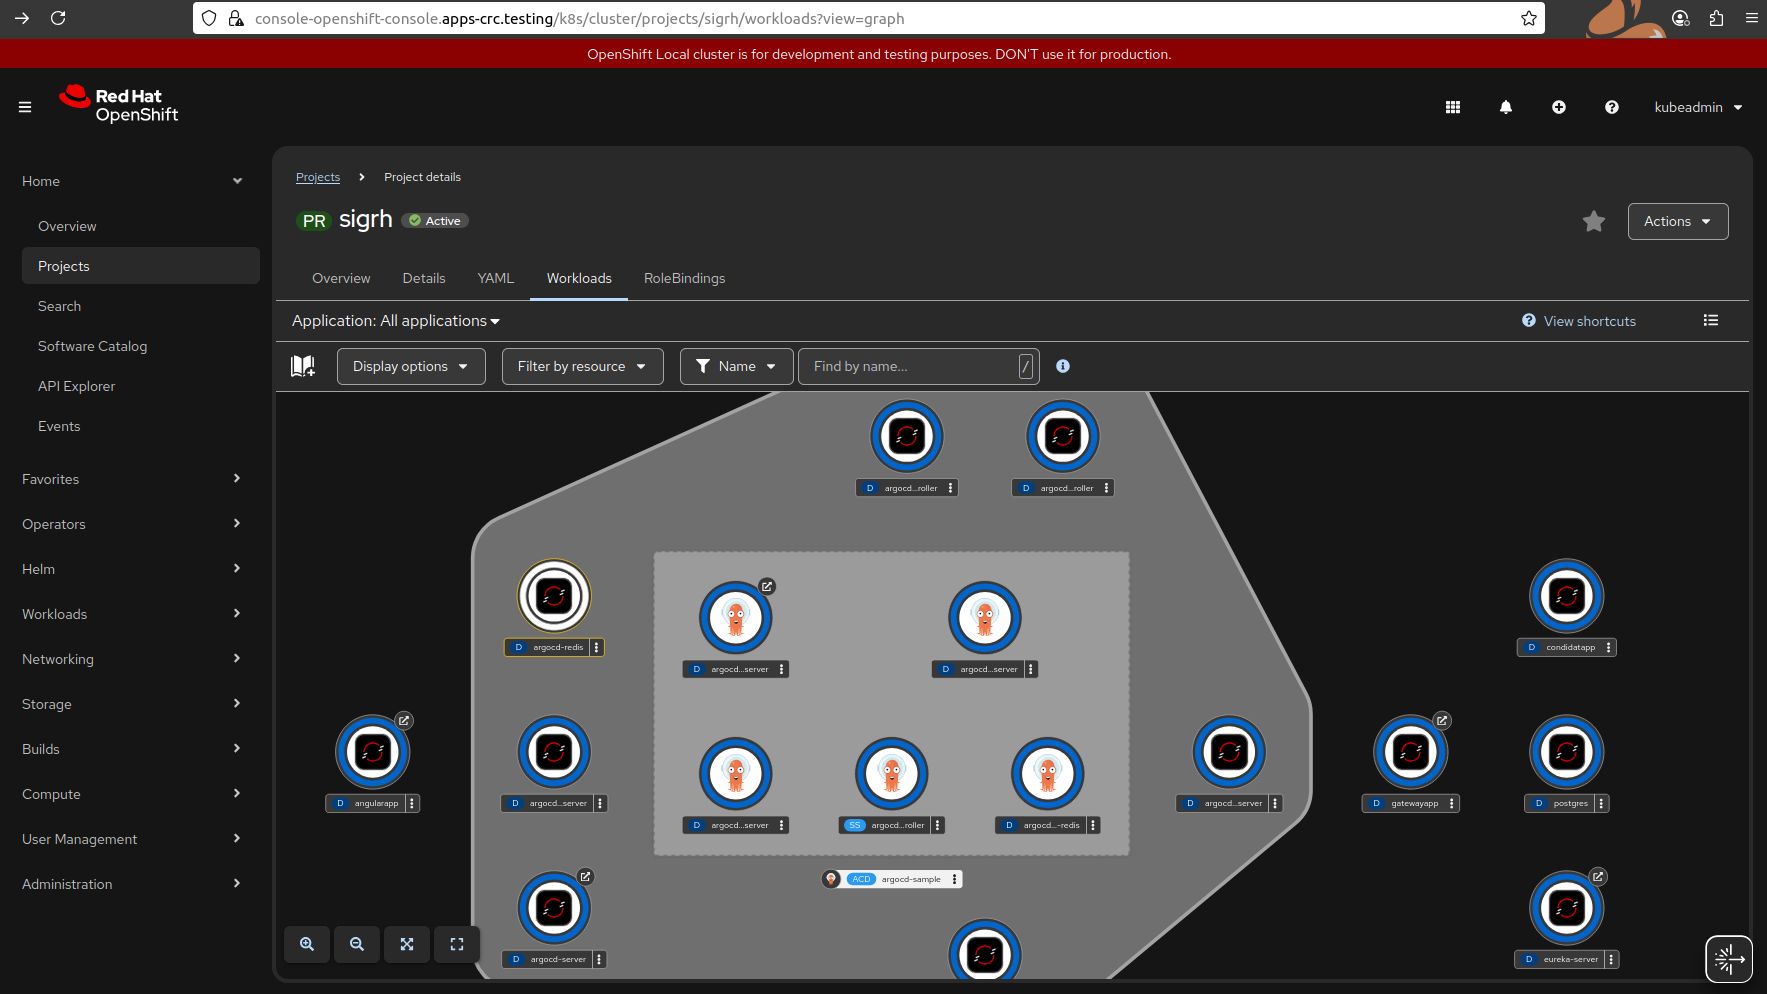 console-openshift-console.apps-crc.testing/k8s/cluster/projects/sigrh/workloads?view=graph
OpenShift Local cluster is for development and testing purposes. DON'T use it for production.
Red Hat
OpenShift
kubeadmin
Home
Overview
Projects
Search
Software Catalog
API Explorer
Events
Favorites
Operators
Helm
Workloads
Networking
Storage
Builds
Compute
User Management
Administration
Projects Project details
PR sigrh Active
Actions
Overview Details YAML Workloads RoleBindings
Application: All applications
View shortcuts
Display options Filter by resource Name Find by name... /
D argocd...roller
D argocd...roller
D argocd-redis
D argocd...server
D argocd...server
D condidatapp
D angularapp
D argocd...server
D argocd...server
SS argocd...roller
D argocd...-redis
D argocd...server
D gatewayapp
D postgres
ACD argocd-sample
D argocd-server
D eureka-server